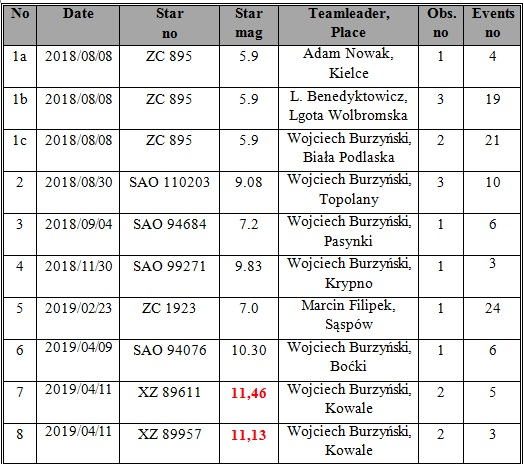 No Date Star no Star mag Teamleader, Place Obs. no Events no
1a 2018/08/08 ZC 895 5.9 Adam Nowak, Kielce 1 4
1b 2018/08/08 ZC 895 5.9 L. Benedyktowicz, Lgota Wolbromska 3 19
1c 2018/08/08 ZC 895 5.9 Wojciech Burzyński, Biała Podlaska 2 21
2 2018/08/30 SAO 110203 9.08 Wojciech Burzyński, Topolany 3 10
3 2018/09/04 SAO 94684 7.2 Wojciech Burzyński, Pasynki 1 6
4 2018/11/30 SAO 99271 9.83 Wojciech Burzyński, Krypno 1 3
5 2019/02/23 ZC 1923 7.0 Marcin Filipek, Sąspów 1 24
6 2019/04/09 SAO 94076 10.30 Wojciech Burzyński, Boćki 1 6
7 2019/04/11 XZ 89611 11,46 Wojciech Burzyński, Kowale 2 5
8 2019/04/11 XZ 89957 11,13 Wojciech Burzyński, Kowale 2 3